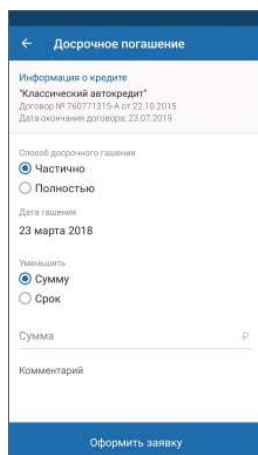 Досрочное погашение
Информация о кредите
"Классический автокредит"
Договор № 760771315-А от 22.10.2015
Дата окончания договора: 23.07.2019
Способ досрочного гашения
Частично
Полностью
Дата гашения
23 марта 2018
Уменьшить
Сумму
Срок
Сумма ₽
Комментарий
Оформить заявку